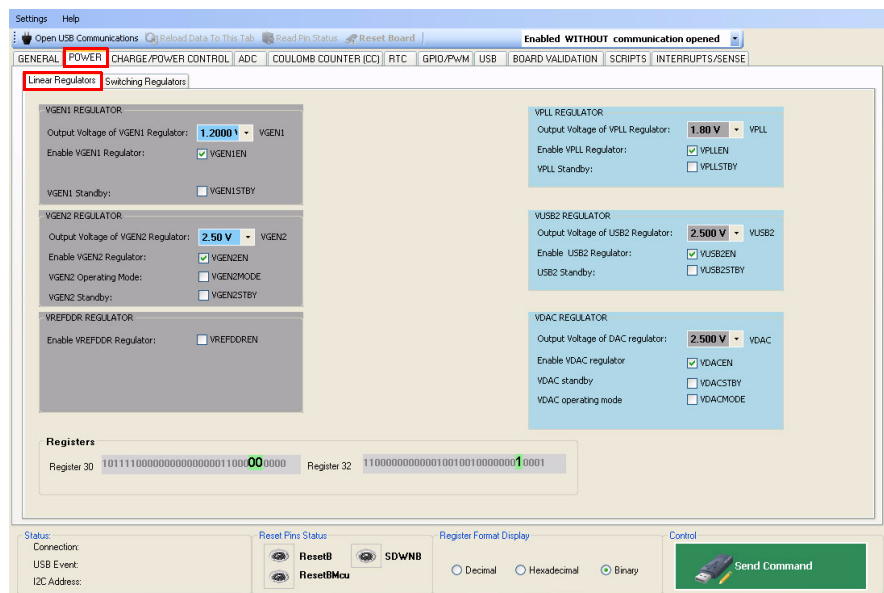 Settings Help
Open USB Communications Reload Data To This Tab Read Pin Status Reset Board Enabled WITHOUT communication opened
GENERAL POWER CHARGE/POWER CONTROL ADC COULOMB COUNTER (CC) RTC GPIO/PWM USB BOARD VALIDATION SCRIPTS INTERRUPTS/SENSE
Linear Regulators Switching Regulators
VGEN1 REGULATOR
Output Voltage of VGEN1 Regulator: 1.2000 VGEN1
Enable VGEN1 Regulator: VGEN1EN
VGEN1 Standby: VGEN1STBY
VGEN2 REGULATOR
Output Voltage of VGEN2 Regulator: 2.50 V VGEN2
Enable VGEN2 Regulator: VGEN2EN
VGEN2 Operating Mode: VGEN2MODE
VGEN2 Standby: VGEN2STBY
VREFDDR REGULATOR
Enable VREFDDR Regulator: VREFDDREN
VPLL REGULATOR
Output Voltage of VPLL Regulator: 1.80 V VPLL
Enable VPLL Regulator: VPLLEN
VPLL Standby: VPLLSTBY
VUSB2 REGULATOR
Output Voltage of USB2 Regulator: 2.500 V VUSB2
Enable USB2 Regulator: VUSB2EN
USB2 Standby: VUSB2STBY
VDAC REGULATOR
Output Voltage of DAC regulator: 2.500 V VDAC
Enable VDAC regulator VDACEN
VDAC standby VDACSTBY
VDAC operating mode VDACMODE
Registers
Register 30 Register 32
Status:
Connection:
USB Event:
I2C Address:
Reset Pins Status
ResetB SDWNB
ResetBMcu
Register Format Display
Decimal Hexadecimal Binary
Control
Send Command